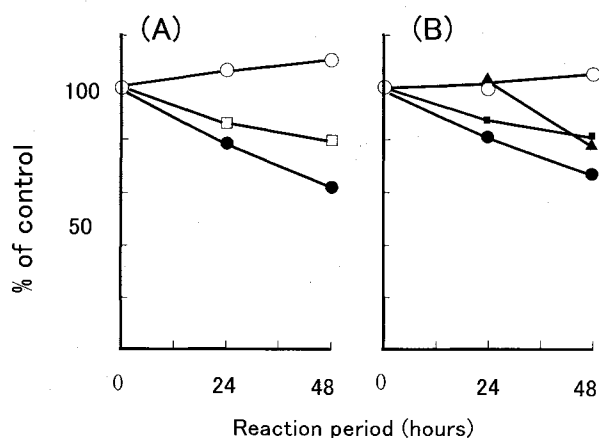 (A) (B)
100
50
% of control
0 24 48 0 24 48
Reaction period (hours)